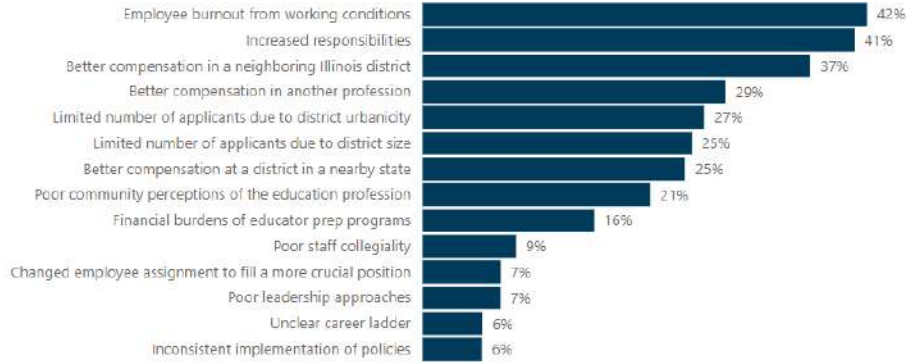 Employee burnout from working conditions 42%
Increased responsibilities 41%
Better compensation in a neighboring Illinois district 37%
Better compensation in another profession 29%
Limited number of applicants due to district urbanicity 27%
Limited number of applicants due to district size 25%
Better compensation at a district in a nearby state 25%
Poor community perceptions of the education profession 21%
Financial burdens of educator prep programs 16%
Poor staff collegiality 9%
Changed employee assignment to fill a more crucial position 7%
Poor leadership approaches 7%
Unclear career ladder 6%
Inconsistent implementation of policies 6%